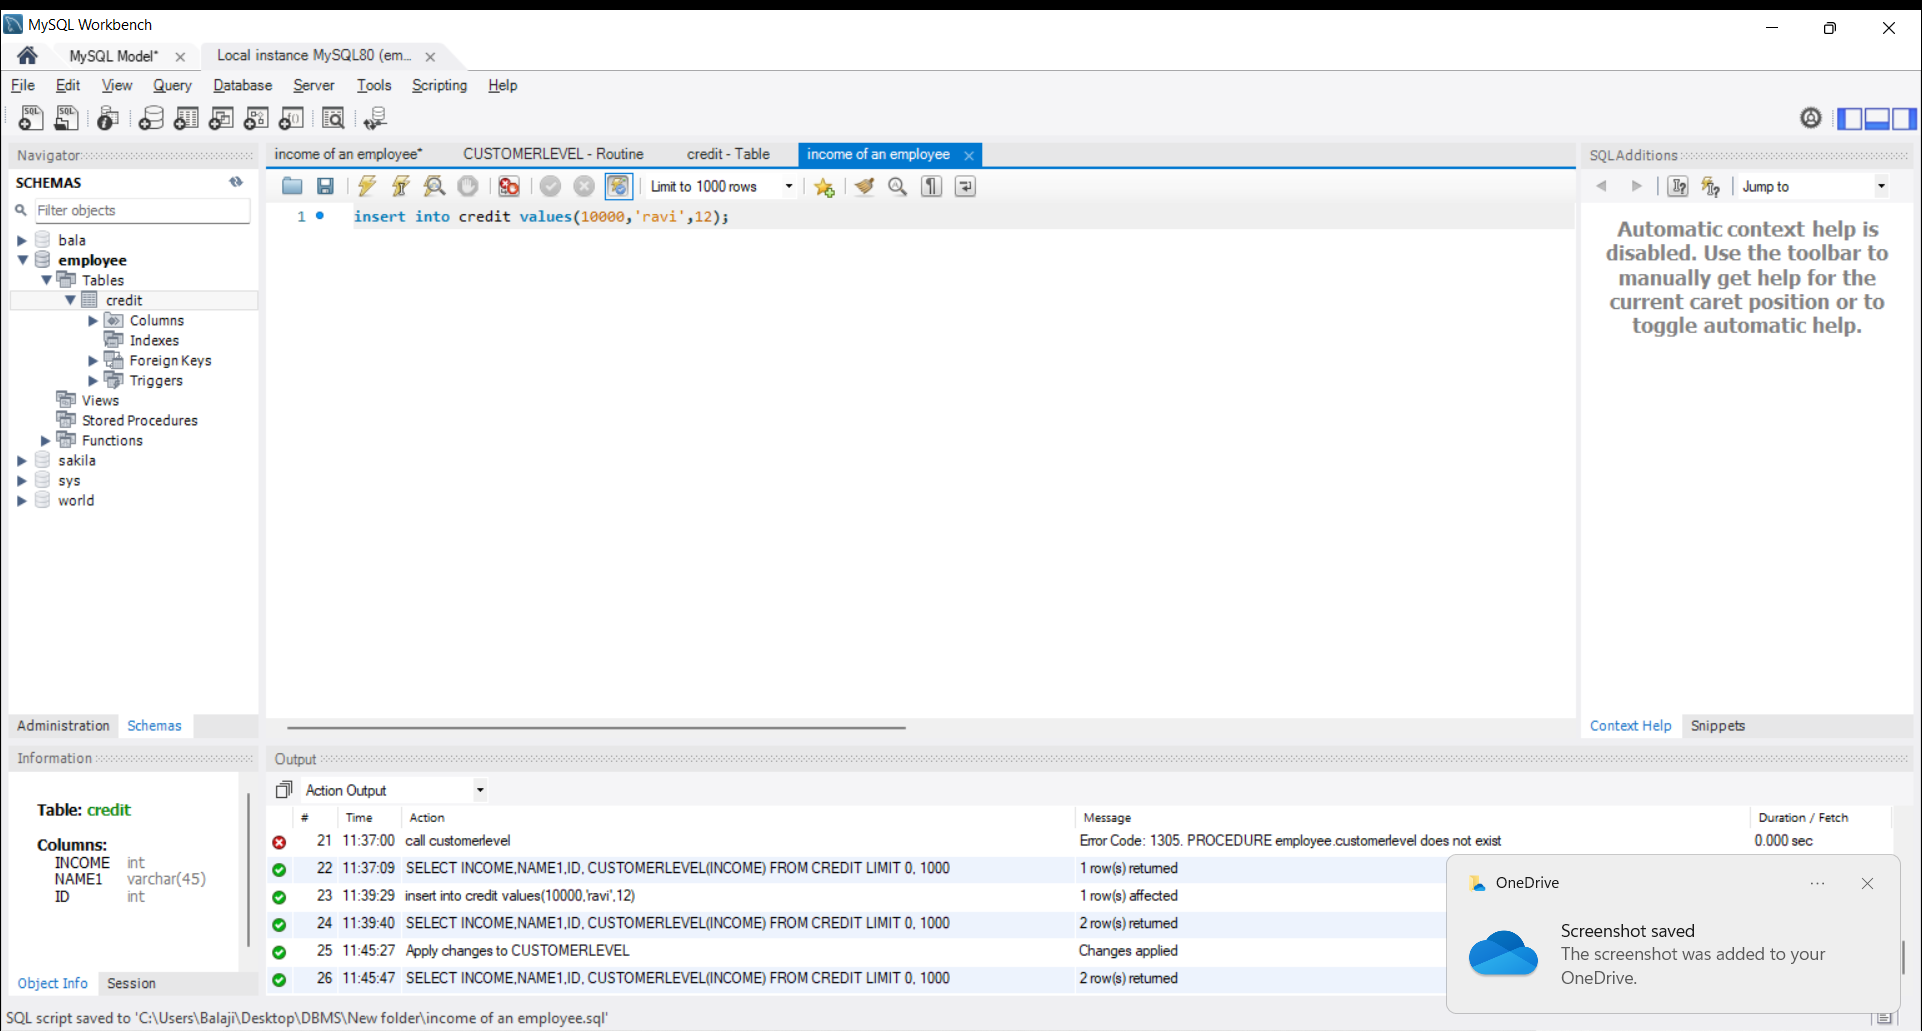 MySQL Workbench
MySQL Model* Local instance MySQL80 (em...
File Edit View Query Database Server Tools Scripting Help
Navigator
SCHEMAS
Filter objects
bala
employee
Tables
credit
Columns
Indexes
Foreign Keys
Triggers
Views
Stored Procedures
Functions
sakila
sys
world
Administration Schemas
Information
Table: credit
Columns:
INCOME int
NAME1 varchar(45)
ID int
Object Info Session
income of an employee* CUSTOMERLEVEL - Routine credit - Table income of an employee
Limit to 1000 rows
1 insert into credit values(10000,'ravi',12);
SQLAdditions
Jump to
Automatic context help is
disabled. Use the toolbar to
manually get help for the
current caret position or to
toggle automatic help.
Context Help Snippets
Output
Action Output
# Time Action Message Duration / Fetch
21 11:37:00 call customerlevel Error Code: 1305. PROCEDURE employee.customerlevel does not exist 0.000 sec
22 11:37:09 SELECT INCOME,NAME1,ID, CUSTOMERLEVEL(INCOME) FROM CREDIT LIMIT 0, 1000 1 row(s) returned
23 11:39:29 insert into credit values(10000,'ravi',12) 1 row(s) affected
24 11:39:40 SELECT INCOME,NAME1,ID, CUSTOMERLEVEL(INCOME) FROM CREDIT LIMIT 0, 1000 2 row(s) returned
25 11:45:27 Apply changes to CUSTOMERLEVEL Changes applied
26 11:45:47 SELECT INCOME,NAME1,ID, CUSTOMERLEVEL(INCOME) FROM CREDIT LIMIT 0, 1000 2 row(s) returned
OneDrive
Screenshot saved
The screenshot was added to your
OneDrive.
SQL script saved to 'C:\Users\Balaji\Desktop\DBMS\New folder\income of an employee.sql'